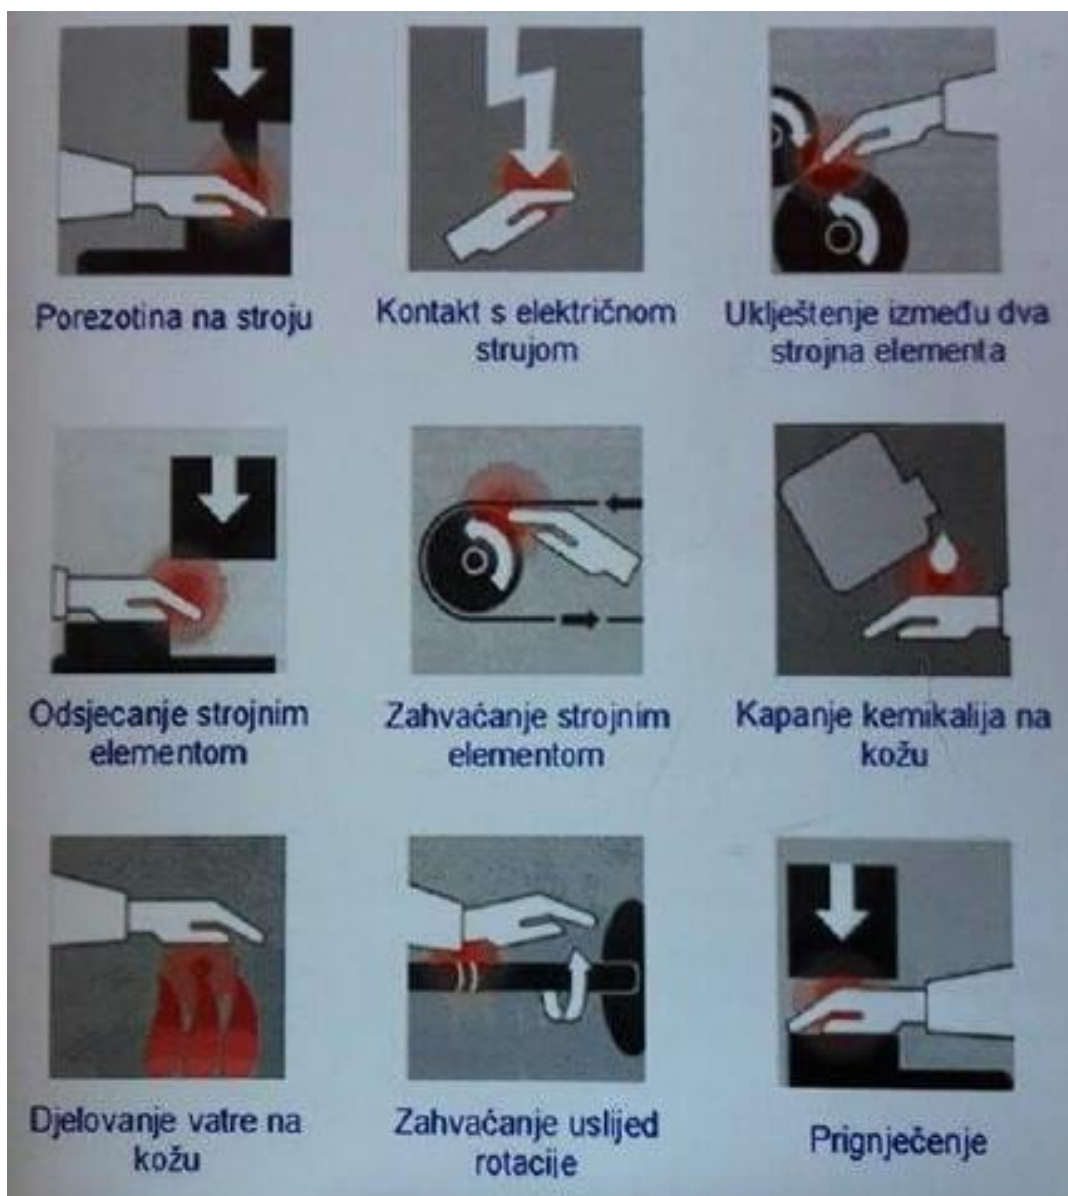 Porezotina na stroju
Kontakt s električnom
strujom
Uklještenje između dva
strojna elementa
Odsjecanje strojnim
elementom
Zahvaćanje strojnim
elementom
Kapanje kemikalija na
kožu
Djelovanje vatre na
kožu
Zahvaćanje uslijed
rotacije
Prignječenje